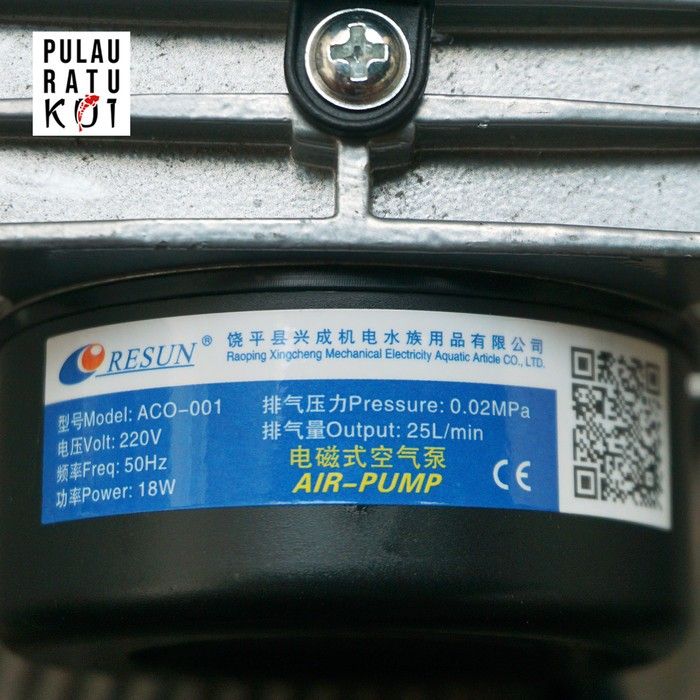 PULAU
RATU
KOI
RESUN®
饶平县兴成机电水族用品有限公司
Raoping Xingcheng Mechanical Electricity Aquatic Article CO., LTD.
型号Model: ACO-001
电压Volt: 220V
频率Freq: 50Hz
功率Power: 18W
排气压力Pressure: 0.02MPa
排气量Output: 25L/min
电磁式空气泵
AIR-PUMP
CE